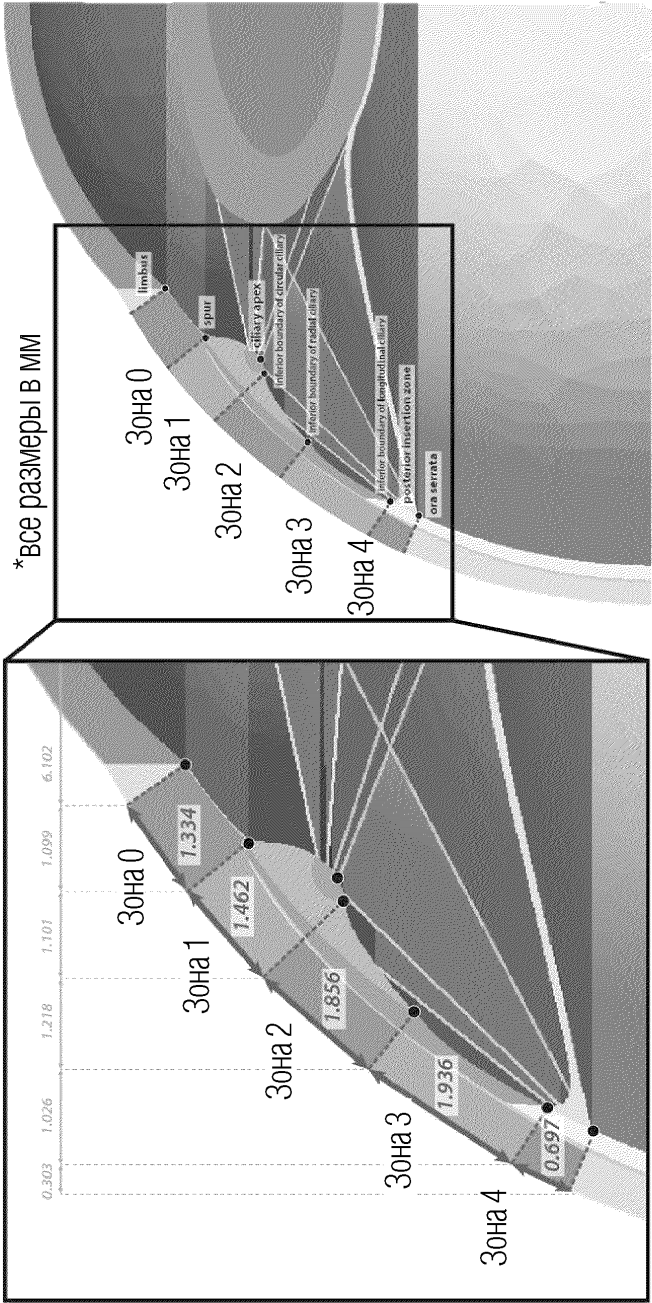 *все размеры в мм
Зона 0
Зона 1
Зона 2
Зона 3
Зона 4
limbus
spur
ciliary apex
inferior boundary of circular ciliary
inferior boundary of radial ciliary
inferior boundary of longitudinal ciliary
posterior insertion zone
ora serrata
0.303
1.026
1.218
1.101
1.099
6.102
Зона 0
Зона 1
Зона 2
Зона 3
Зона 4
1.334
1.462
1.856
1.936
0.697